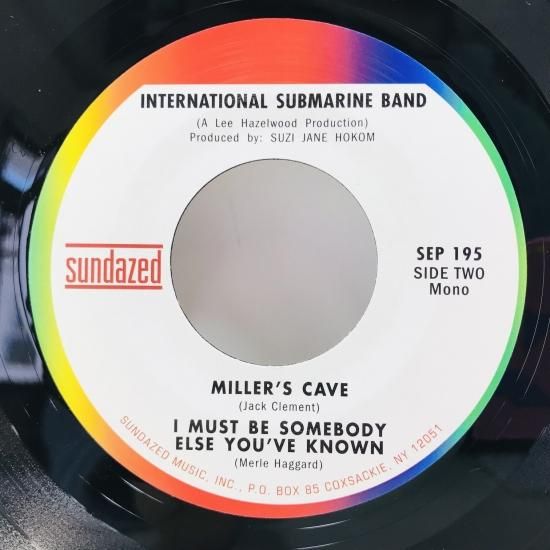 INTERNATIONAL SUBMARINE BAND
(A Lee Hazelwood Production)
Produced by: SUZI JANE HOKOM
sundazed
SEP 195
SIDE TWO
Mono
MILLER'S CAVE
(Jack Clement)
I MUST BE SOMEBODY
ELSE YOU'VE KNOWN
(Merle Haggard)
SUNDAZED MUSIC, INC., P.O. BOX 85 COXSACKIE, NY 12051